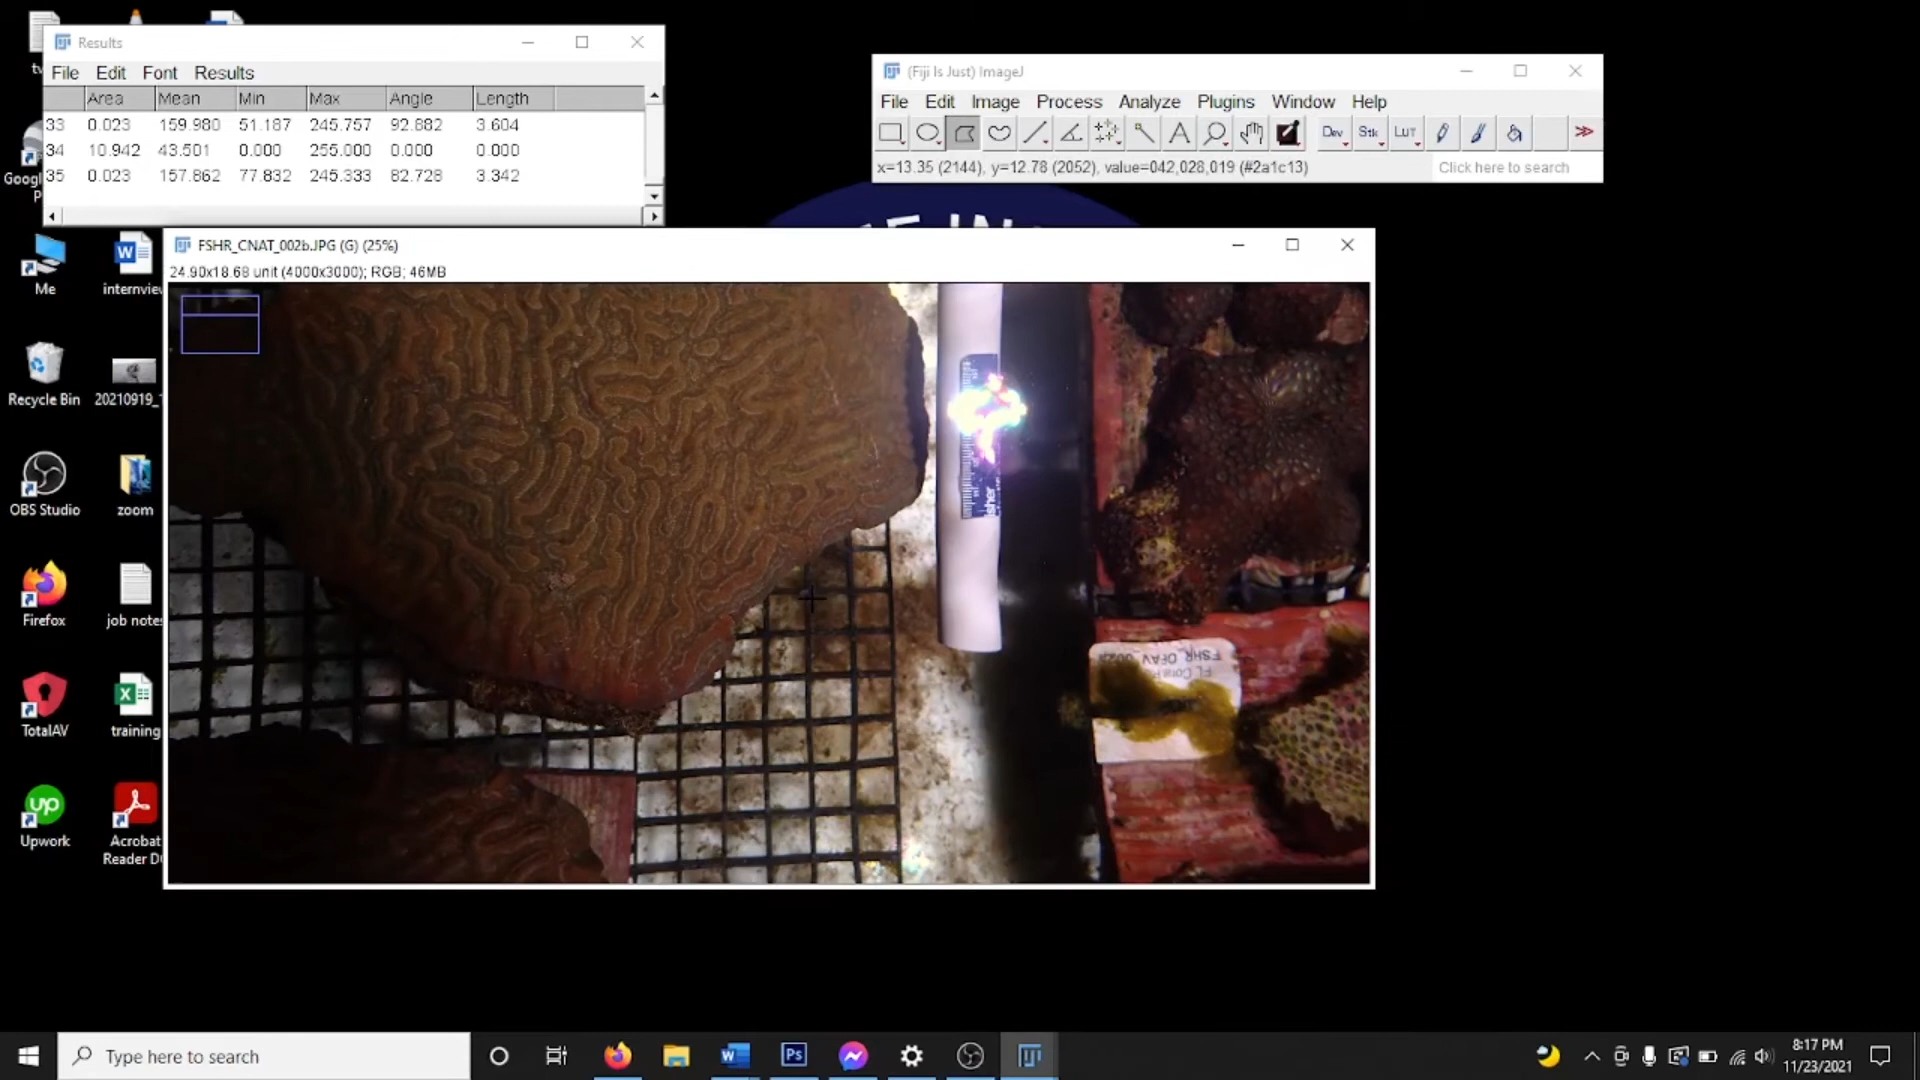 Results
File Edit Font Results
Area Mean Min Max Angle Length
33 0.023 159.980 51.187 245.757 92.882 3.604
34 10.942 43.501 0.000 255.000 0.000 0.000
35 0.023 157.862 77.832 245.333 82.728 3.342
(Fiji Is Just) ImageJ
File Edit Image Process Analyze Plugins Window Help
Dev Stk LUT
x=13.35 (2144), y=12.78 (2052), value=042,028,019 (#2a1c13)
Click here to search
FSHR_CNAT_002b.JPG (G) (25%)
24.90x18.68 unit (4000x3000); RGB; 46MB
Me
internview
Recycle Bin
20210919_
OBS Studio
zoom
Firefox
job notes
TotalAV
training
Upwork
Acrobat
Reader D
Type here to search
Ps
8:17 PM
11/23/2021